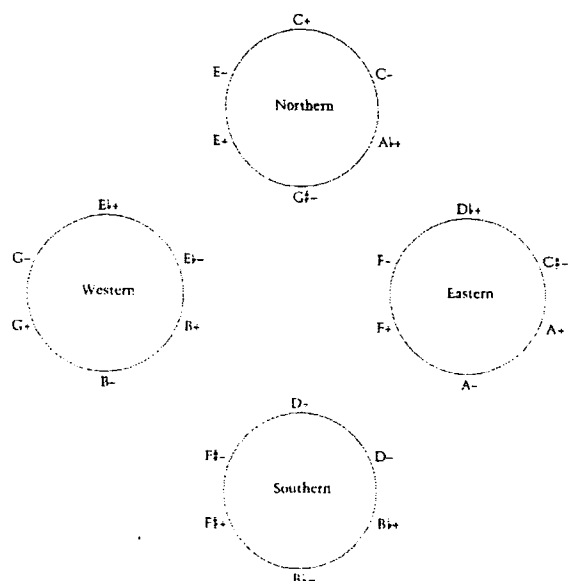 C+
E–
C–
Northern
E+
A♭+
G♯–
E♭+
G–
E♭–
Western
G+
B+
B–
D♭+
F–
C♯–
Eastern
F+
A+
A–
D–
F♯–
D–
Southern
F♯+
B♭+
B♭–